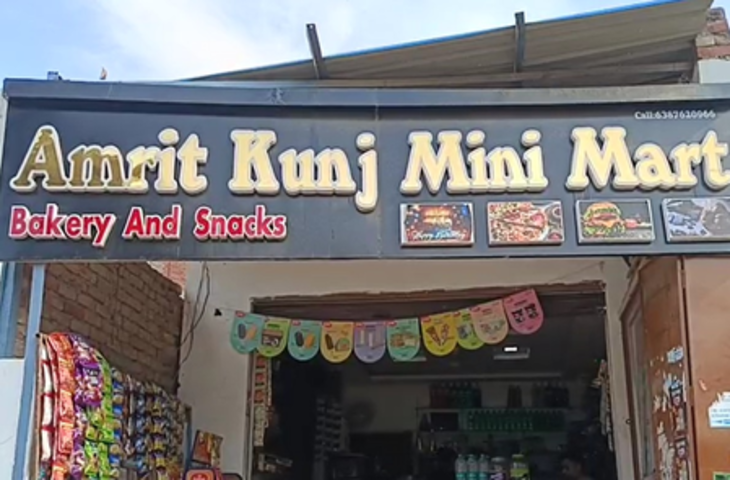 Call:6387620966
Amrit Kunj Mini Mart
Bakery And Snacks